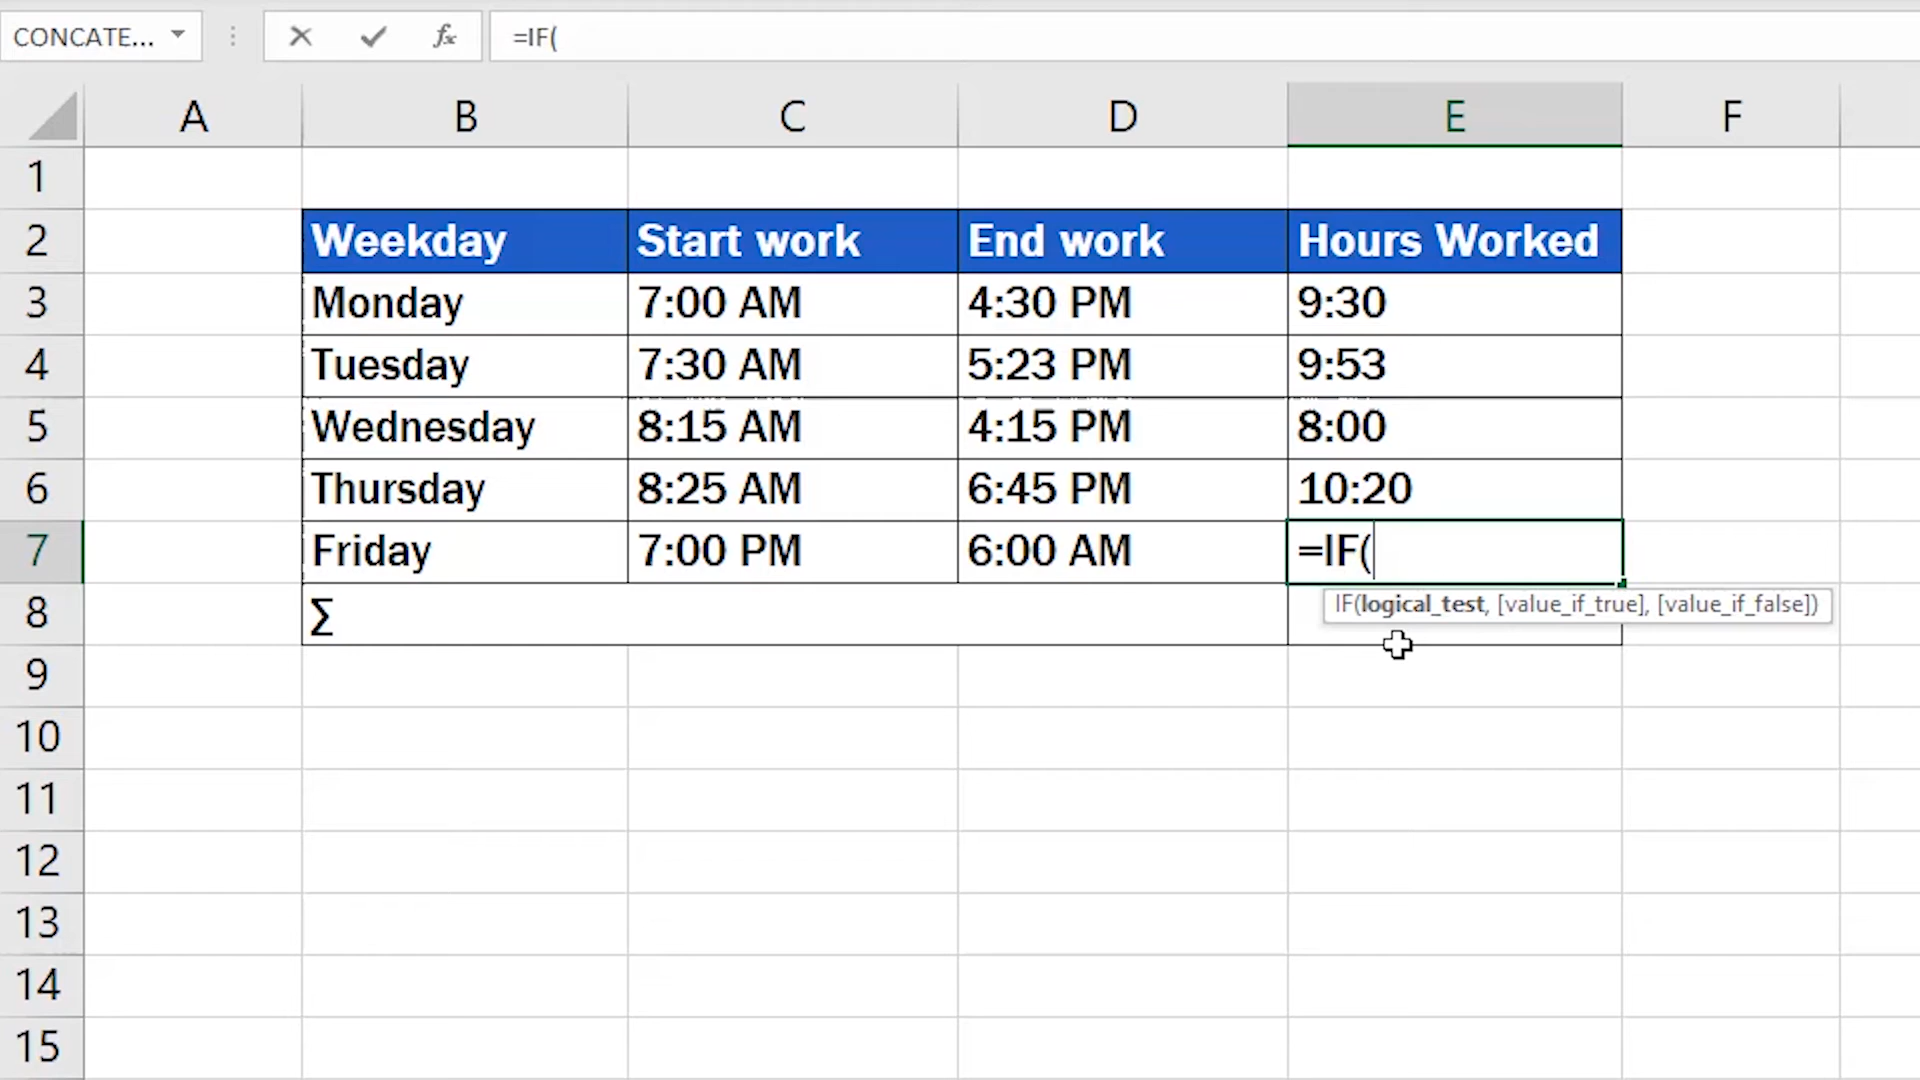 CONCATE... fx =IF(
A B C D E F
1
2 Weekday Start work End work Hours Worked
3 Monday 7:00 AM 4:30 PM 9:30
4 Tuesday 7:30 AM 5:23 PM 9:53
5 Wednesday 8:15 AM 4:15 PM 8:00
6 Thursday 8:25 AM 6:45 PM 10:20
7 Friday 7:00 PM 6:00 AM =IF(
IF(logical_test, [value_if_true], [value_if_false])
8 Σ
9
10
11
12
13
14
15